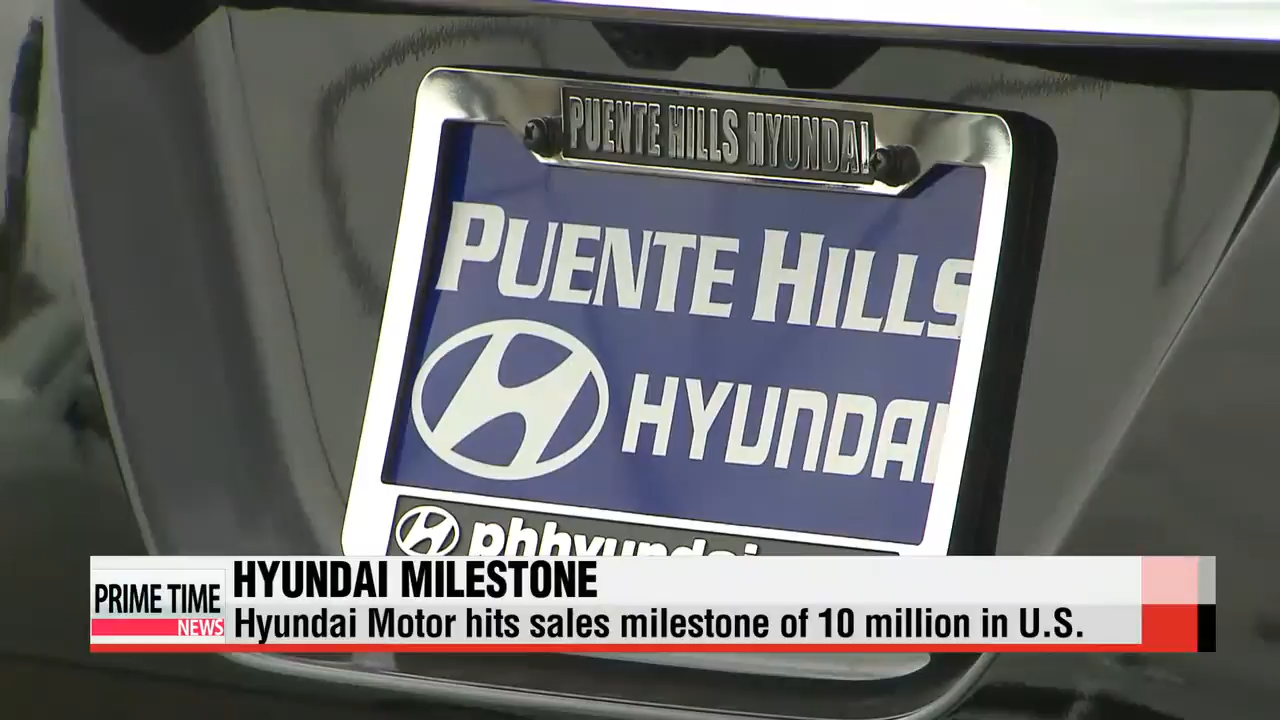 PUENTE HILLS HYUNDAI
PUENTE HILLS
HYUNDAI
phhyundai
PRIME TIME
NEWS
HYUNDAI MILESTONE
Hyundai Motor hits sales milestone of 10 million in U.S.